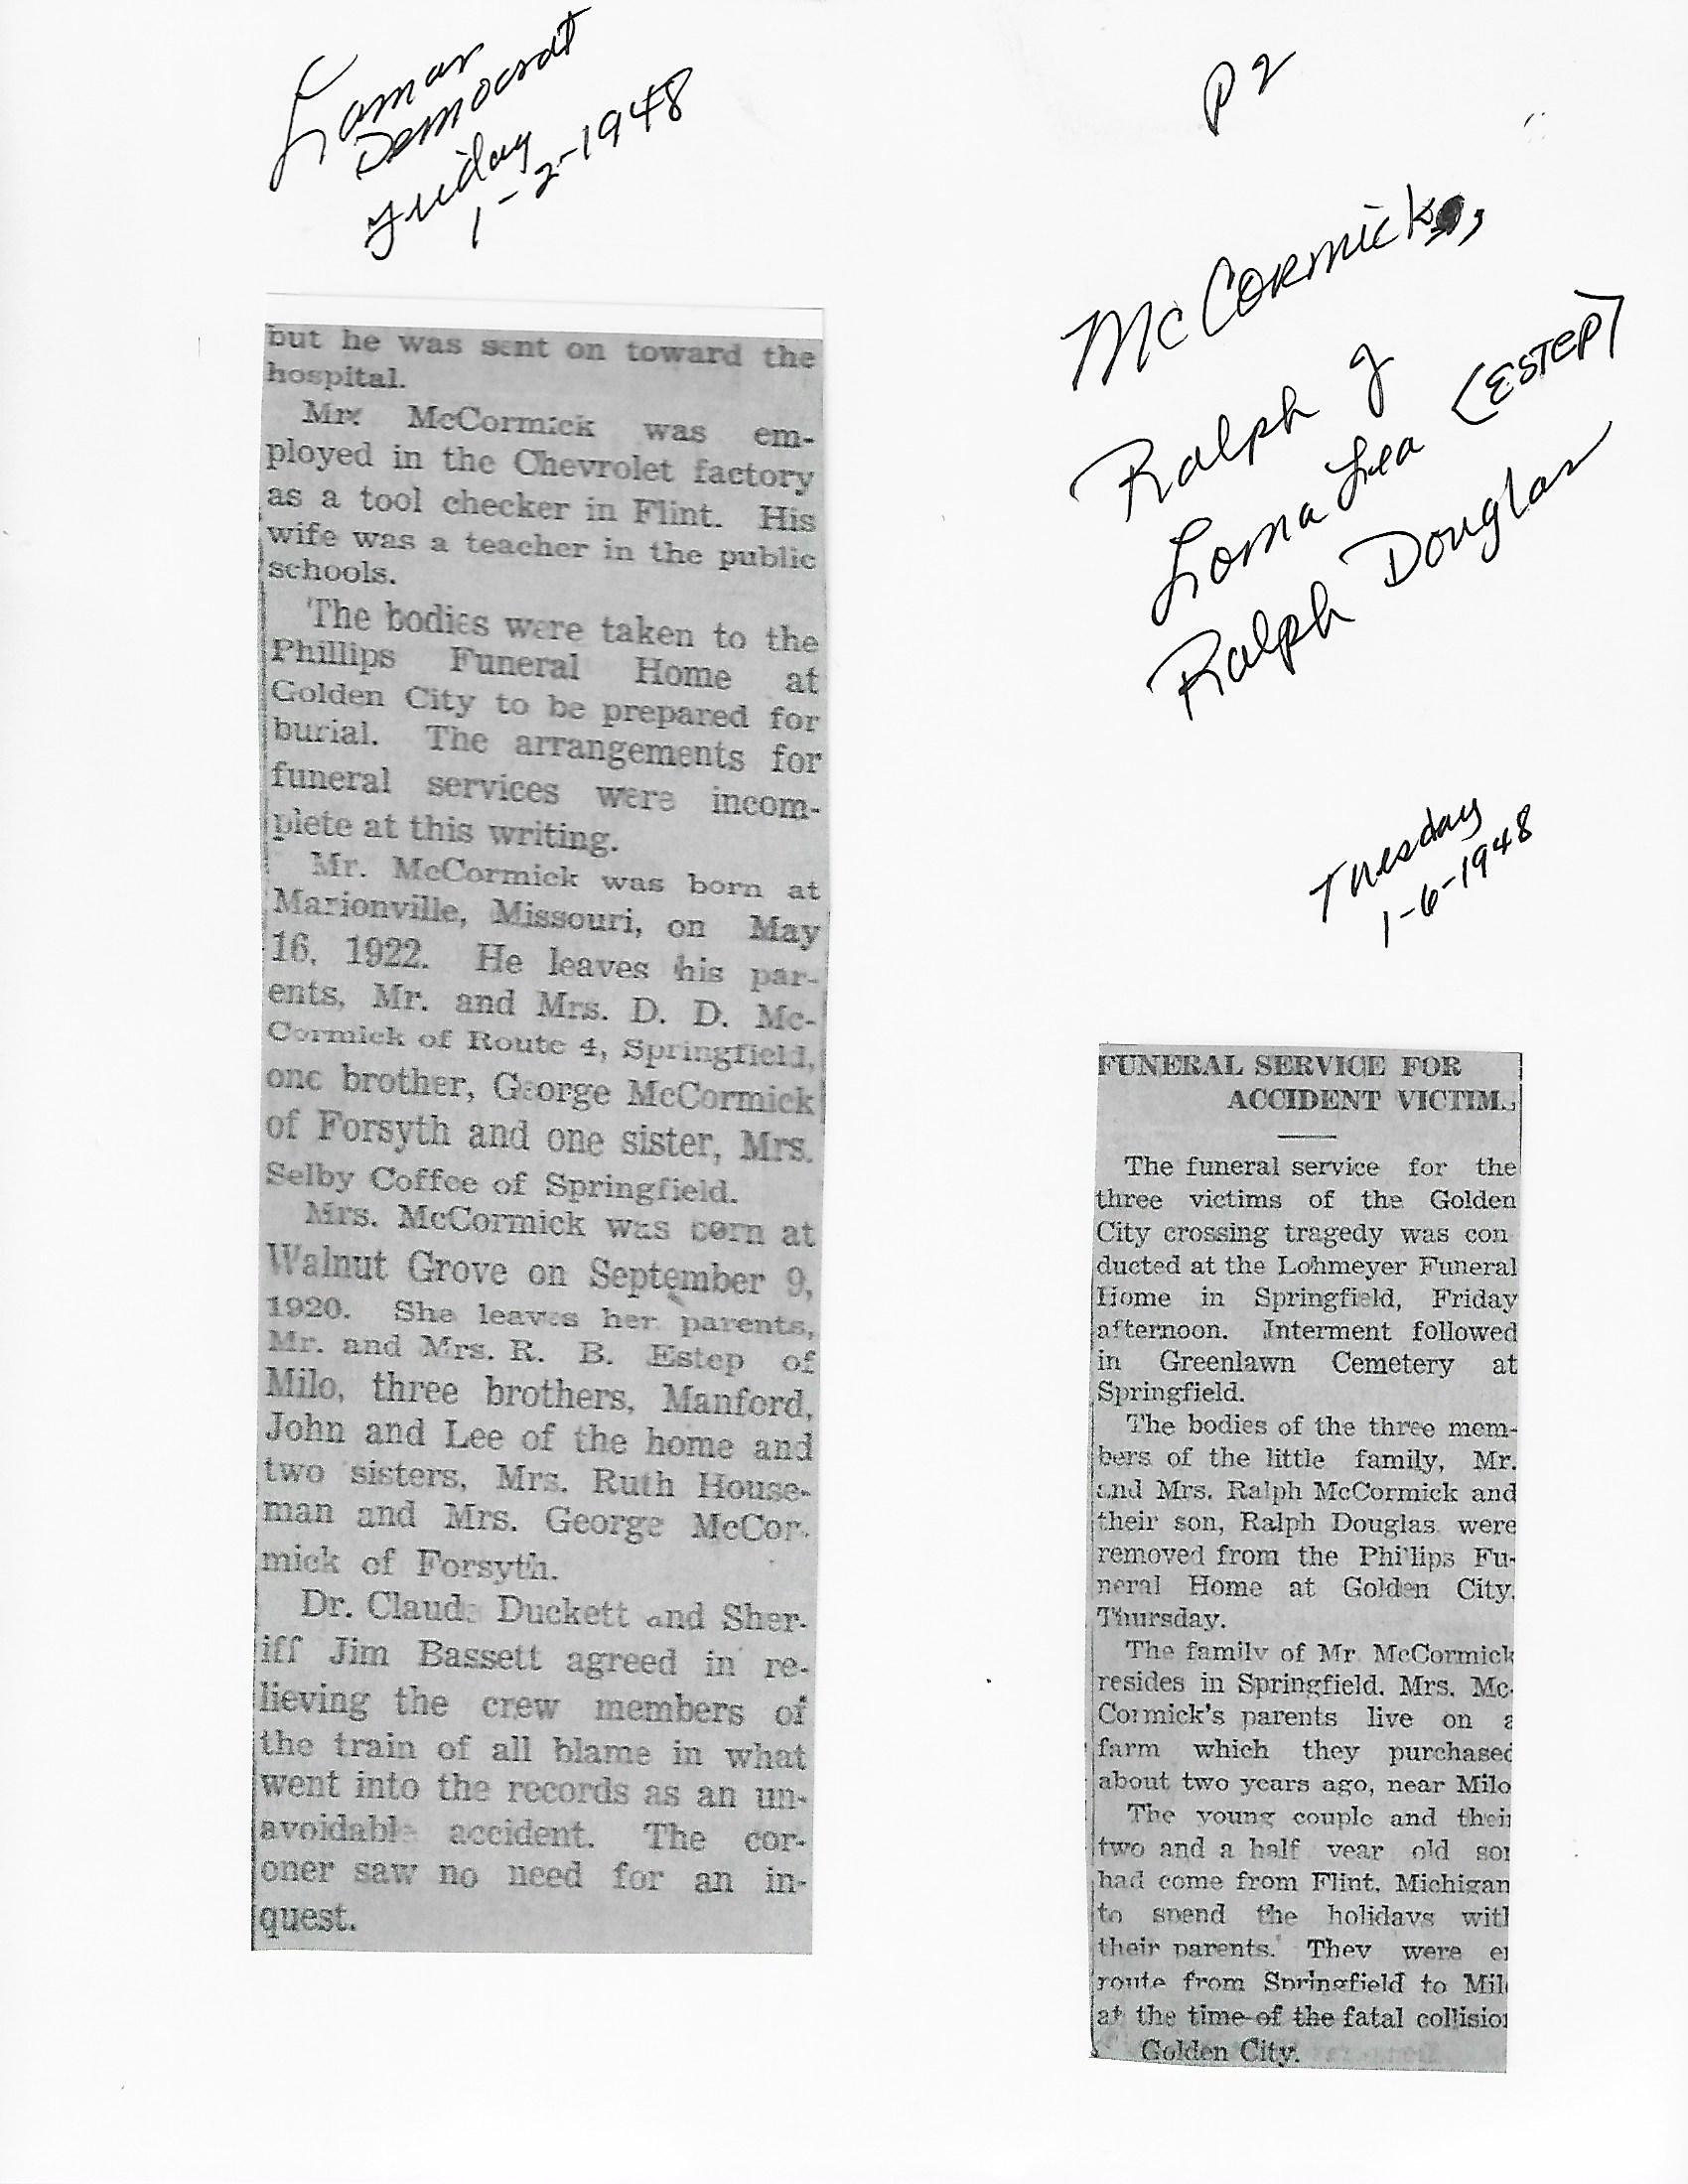 Lamar
Democrat
Friday
1-2-1948
P 2
McCormick,
Ralph J
Lorna Lea (ESTEP)
Ralph Douglas
but he was sent on toward the
hospital.
Mr. McCormick was em-
ployed in the Chevrolet factory
as a tool checker in Flint. His
wife was a teacher in the public
schools.
The bodies were taken to the
Phillips Funeral Home at
Golden City to be prepared for
burial. The arrangements for
funeral services were incom-
plete at this writing.
Mr. McCormick was born at
Marionville, Missouri, on May
16, 1922. He leaves his par-
ents, Mr. and Mrs. D. D. Mc-
Cormick of Route 4, Springfield,
one brother, George McCormick
of Forsyth and one sister, Mrs.
Selby Coffee of Springfield.
Mrs. McCormick was born at
Walnut Grove on September 9,
1920. She leaves her parents,
Mr. and Mrs. R. B. Estep of
Milo, three brothers, Manford,
John and Lee of the home and
two sisters, Mrs. Ruth House-
man and Mrs. George McCor-
mick of Forsyth.
Dr. Claude Duckett and Sher-
iff Jim Bassett agreed in re-
lieving the crew members of
the train of all blame in what
went into the records as an un-
avoidable accident. The cor-
oner saw no need for an in-
quest.
Tuesday
1-6-1948
FUNERAL SERVICE FOR
ACCIDENT VICTIMS
The funeral service for the
three victims of the Golden
City crossing tragedy was con
ducted at the Lohmeyer Funeral
Home in Springfield, Friday
afternoon. Interment followed
in Greenlawn Cemetery at
Springfield.
The bodies of the three mem-
bers of the little family, Mr.
and Mrs. Ralph McCormick and
their son, Ralph Douglas were
removed from the Phillips Fu-
neral Home at Golden City,
Thursday.
The family of Mr. McCormick
resides in Springfield. Mrs. Mc-
Cormick's parents live on a
farm which they purchased
about two years ago, near Milo
The young couple and their
two and a half year old son
had come from Flint, Michigan
to spend the holidays with
their parents. They were en
route from Springfield to Milo
at the time of the fatal collision
Golden City.